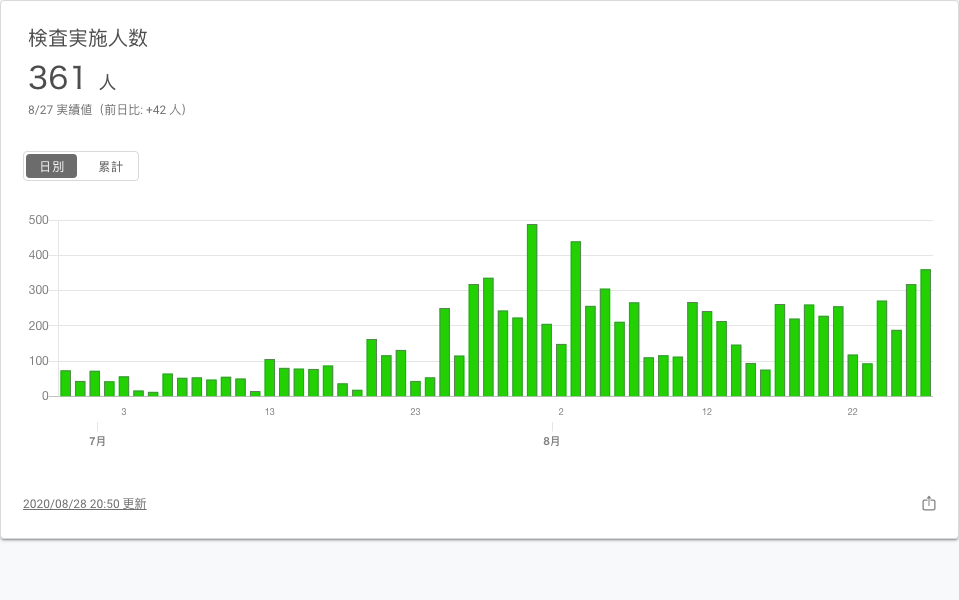 検査実施人数
361 人
8/27 実績値（前日比: +42 人）
日別 累計
500
400
300
200
100
0
3 13 23 2 12 22
7月 8月
2020/08/28 20:50 更新